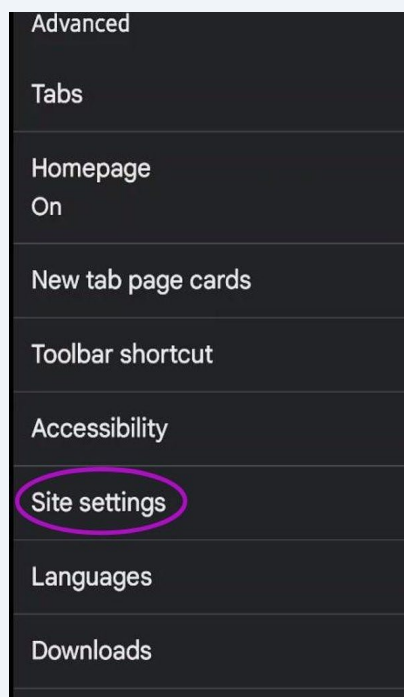 Advanced
Tabs
Homepage
On
New tab page cards
Toolbar shortcut
Accessibility
Site settings
Languages
Downloads